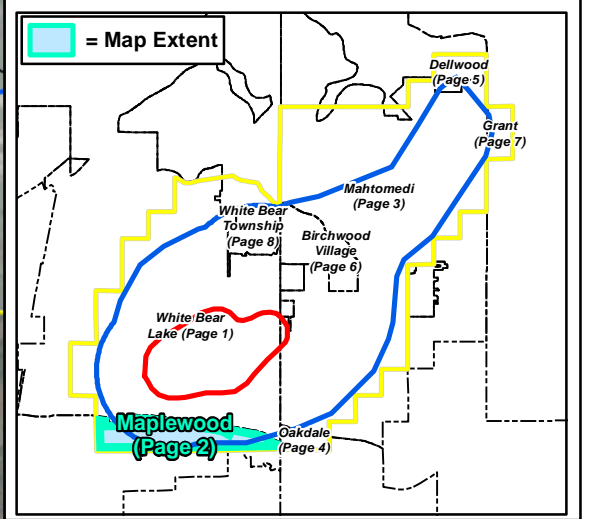 = Map Extent
Dellwood
(Page 5)
Grant
(Page 7)
Mahtomedi
(Page 3)
White Bear
Township
(Page 8)
Birchwood
Village
(Page 6)
White Bear
Lake (Page 1)
Maplewood
(Page 2)
Oakdale
(Page 4)